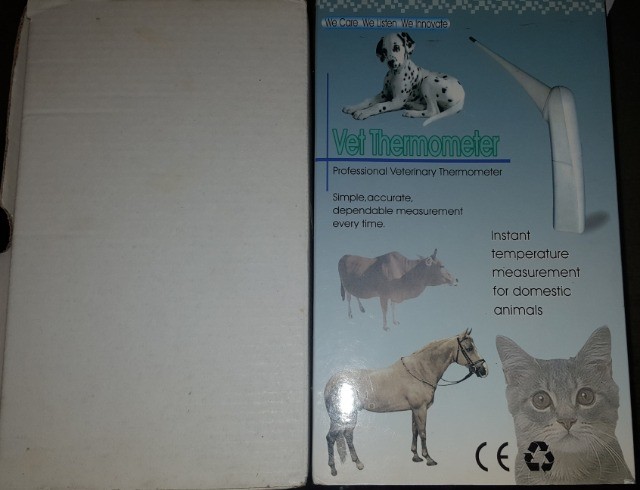 We Care. We Listen. We Innovate
Vet Thermometer
Professional Veterinary Thermometer
Simple,accurate,
dependable measurement
every time.
Instant
temperature
measurement
for domestic
animals
CE